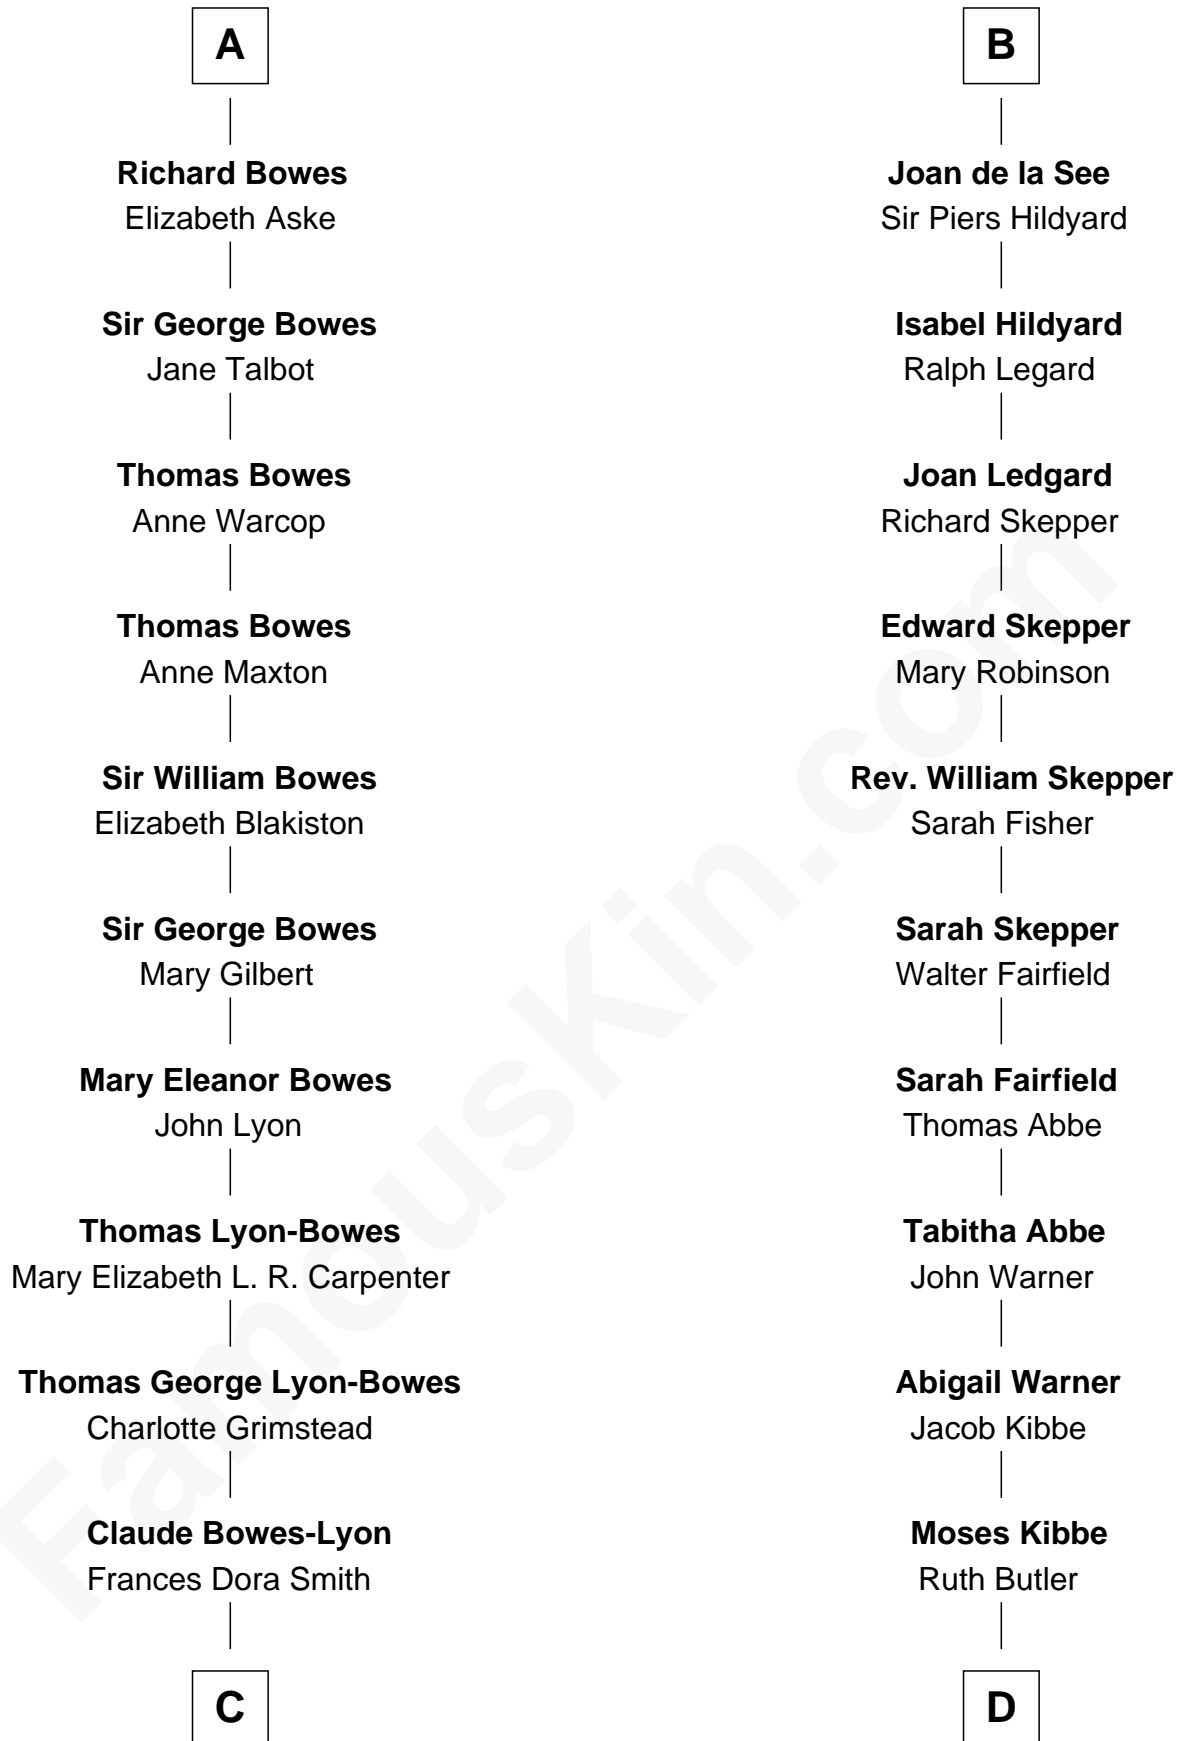 A
Richard Bowes
Elizabeth Aske
Sir George Bowes
Jane Talbot
Thomas Bowes
Anne Warcop
Thomas Bowes
Anne Maxton
Sir William Bowes
Elizabeth Blakiston
Sir George Bowes
Mary Gilbert
Mary Eleanor Bowes
John Lyon
Thomas Lyon-Bowes
Mary Elizabeth L. R. Carpenter
Thomas George Lyon-Bowes
Charlotte Grimstead
Claude Bowes-Lyon
Frances Dora Smith
C
B
Joan de la See
Sir Piers Hildyard
Isabel Hildyard
Ralph Legard
Joan Ledgard
Richard Skepper
Edward Skepper
Mary Robinson
Rev. William Skepper
Sarah Fisher
Sarah Skepper
Walter Fairfield
Sarah Fairfield
Thomas Abbe
Tabitha Abbe
John Warner
Abigail Warner
Jacob Kibbe
Moses Kibbe
Ruth Butler
D
FamousKin.com